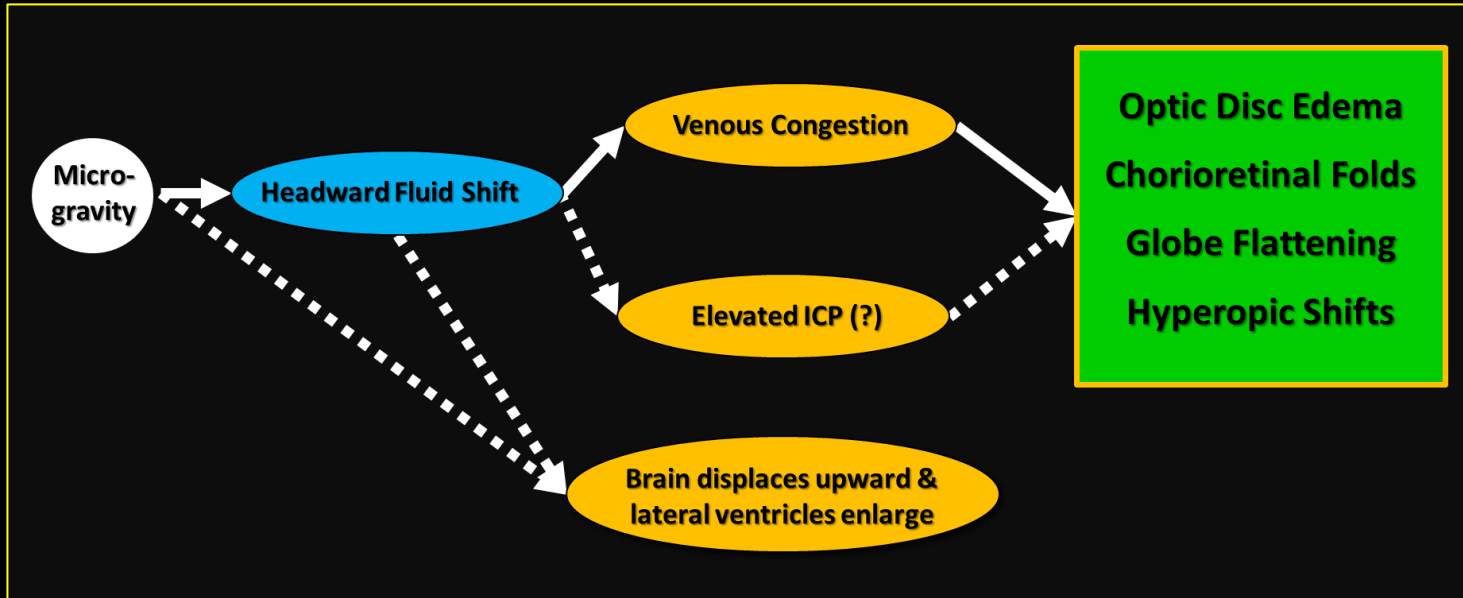 Micro-
gravity
Headward Fluid Shift
Venous Congestion
Elevated ICP (?)
Brain displaces upward &
lateral ventricles enlarge
Optic Disc Edema
Chorioretinal Folds
Globe Flattening
Hyperopic Shifts